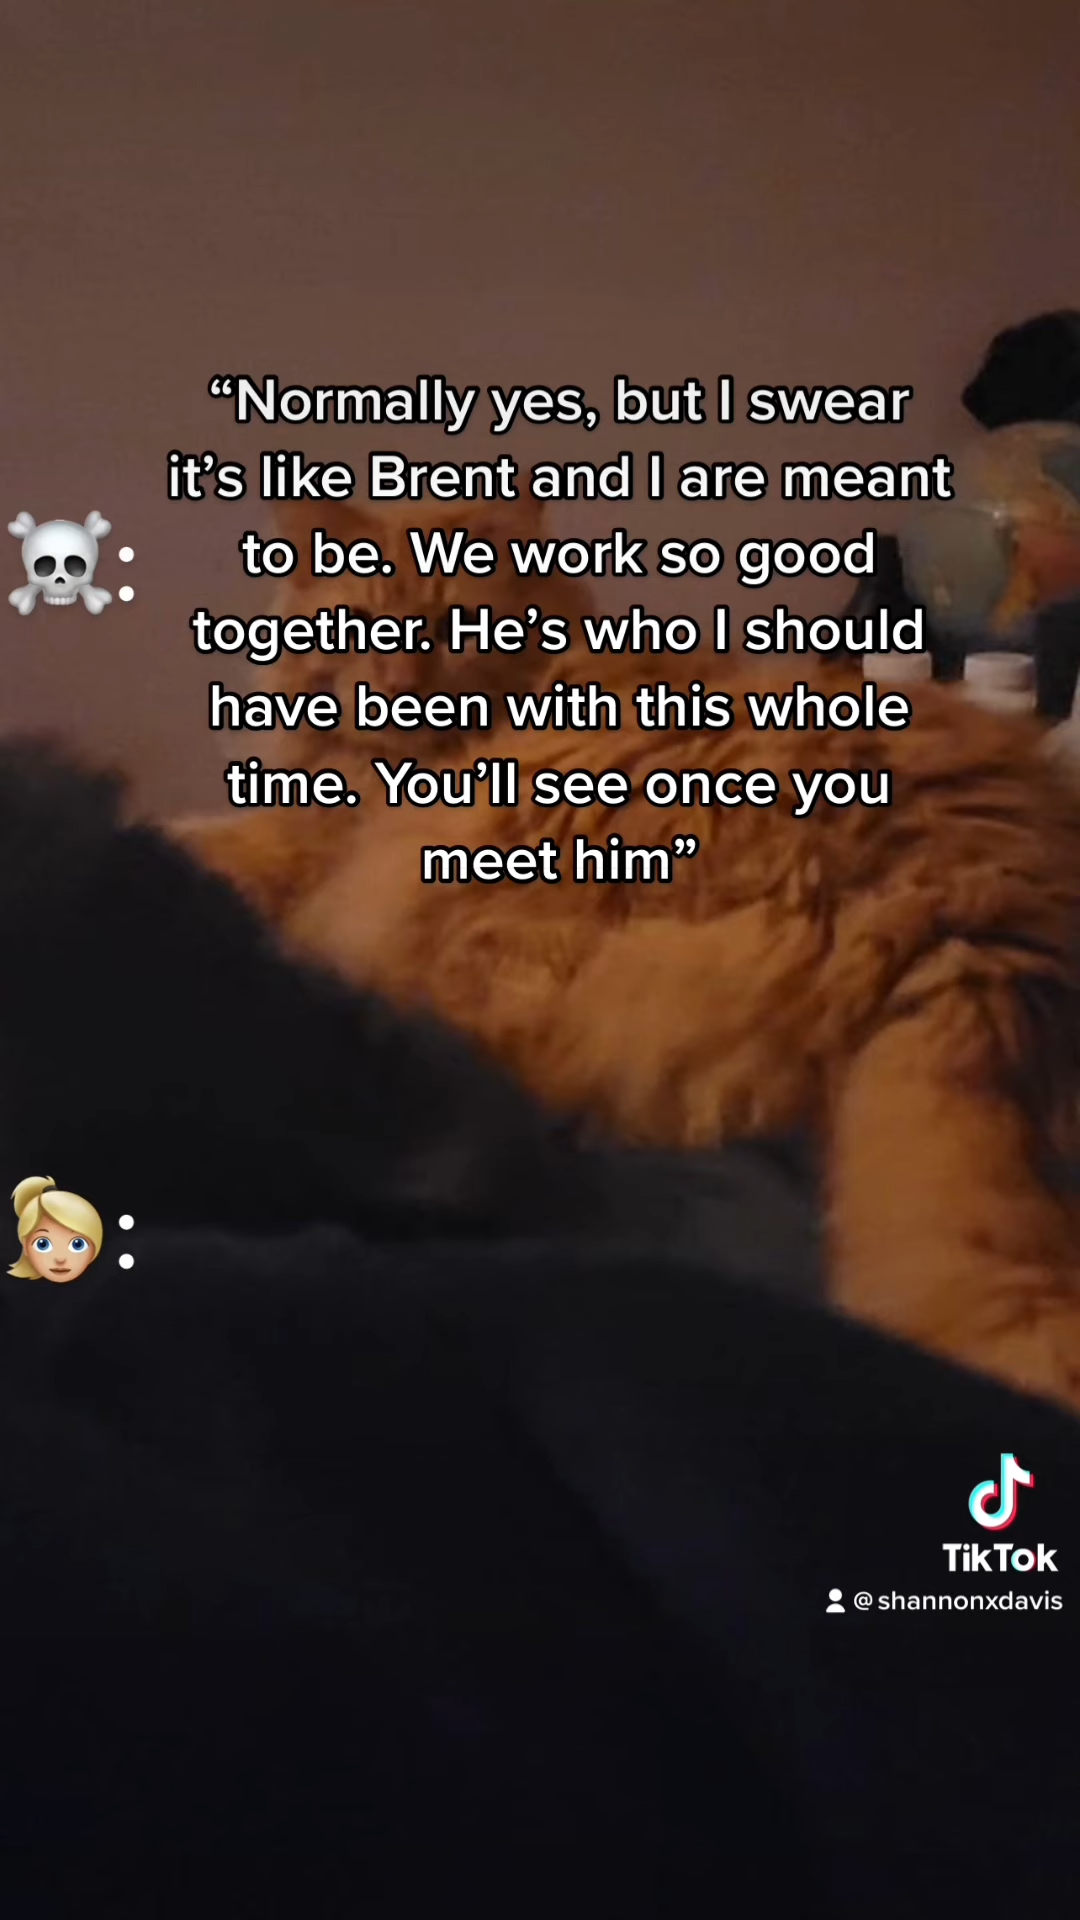 “Normally yes, but I swear
it’s like Brent and I are meant
to be. We work so good
☠️:
together. He’s who I should
have been with this whole
time. You’ll see once you
meet him”
👱‍♀️:
TikTok
@shannonxdavis